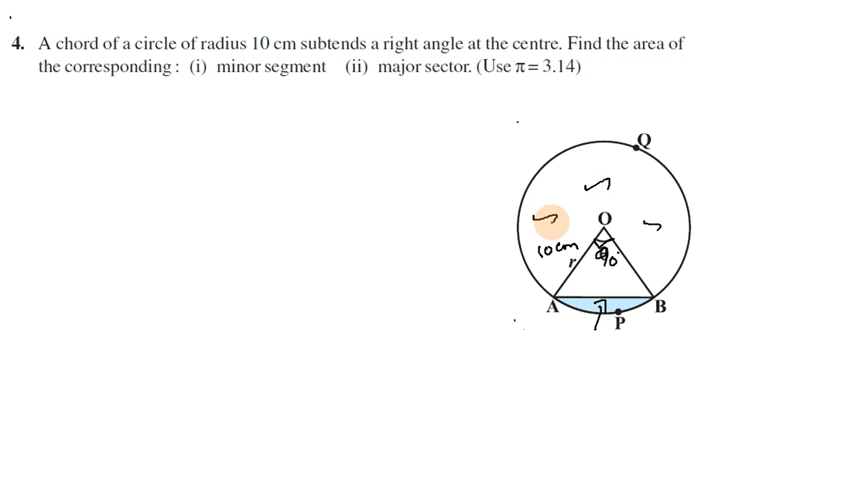 4. A chord of a circle of radius 10 cm subtends a right angle at the centre. Find the area of
the corresponding : (i) minor segment (ii) major sector. (Use π = 3.14)
Q
O
10cm
r
90°
A
B
P